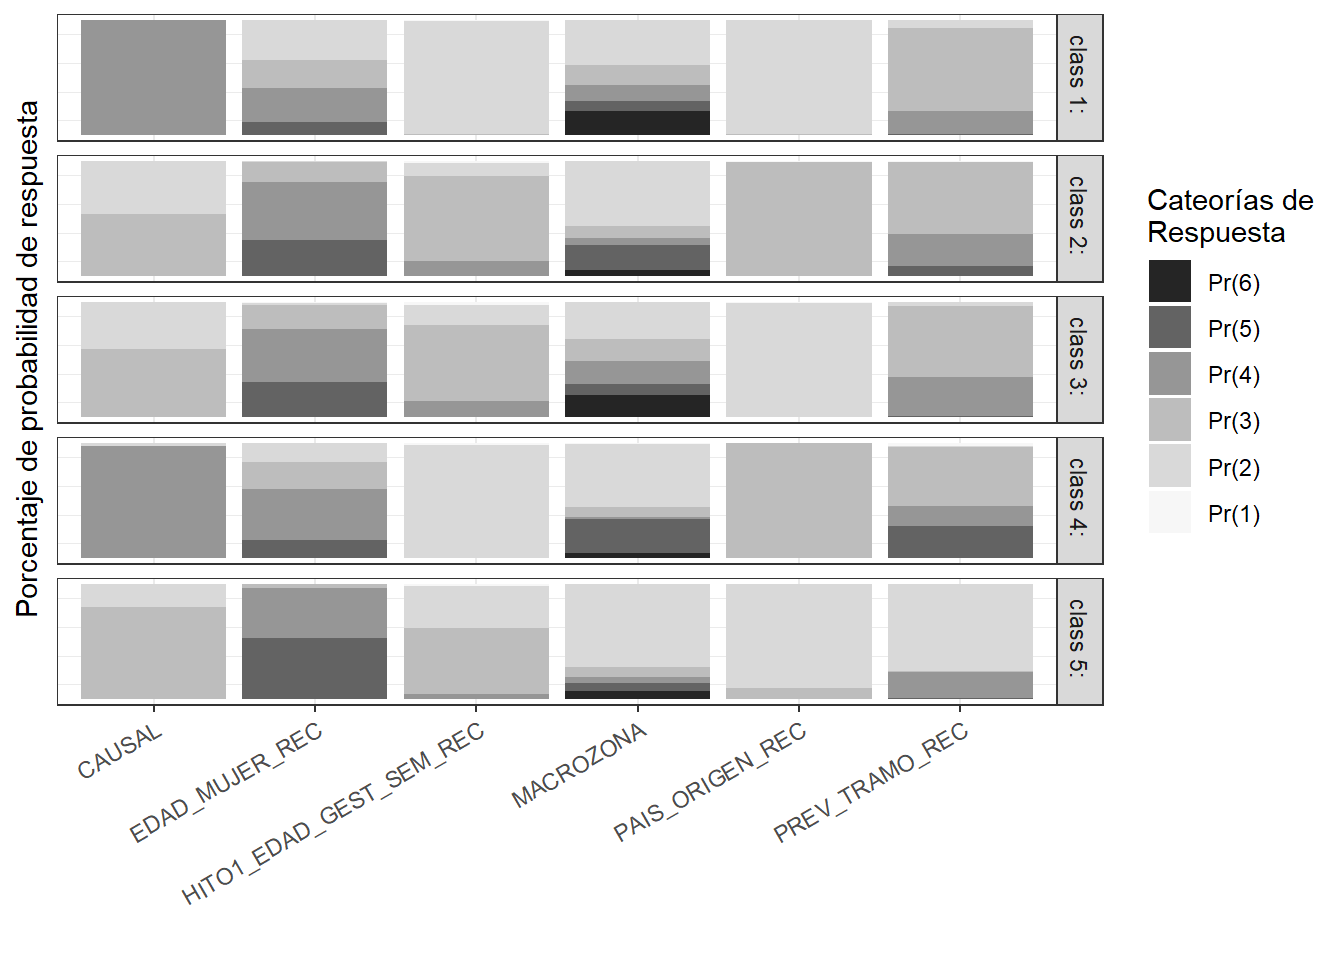 Porcentaje de probabilidad de respuesta
class 1:
class 2:
class 3:
class 4:
class 5:
CAUSAL
EDAD_MUJER_REC
HITO1_EDAD_GEST_SEM_REC
MACROZONA
PAIS_ORIGEN_REC
PREV_TRAMO_REC
Cateorías de
Respuesta
Pr(6)
Pr(5)
Pr(4)
Pr(3)
Pr(2)
Pr(1)